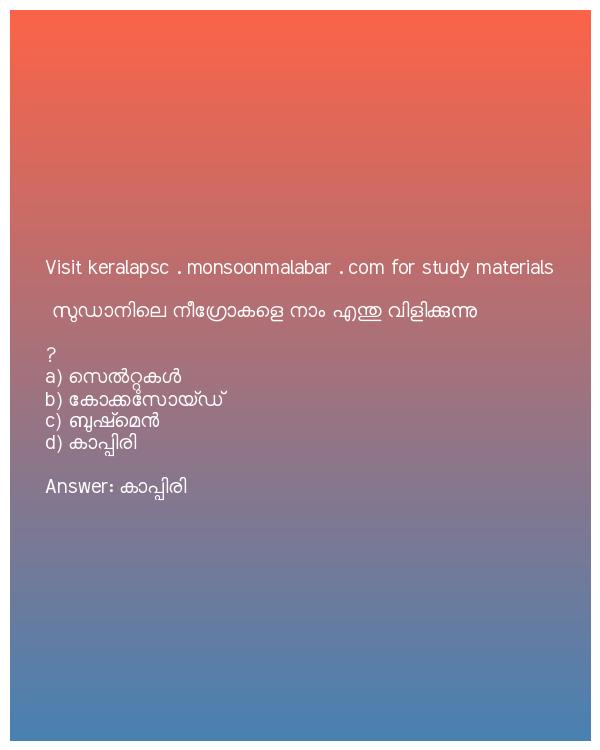 Visit keralapsc . monsoonmalabar . com for study materials
സുഡാനിലെ നീഗ്രോകളെ നാം എന്തു വിളിക്കുന്നു
?
a) സെൽറ്റുകൾ
b) കോക്കസോയ്ഡ്
c) ബുഷ്മെൻ
d) കാപ്പിരി
Answer: കാപ്പിരി